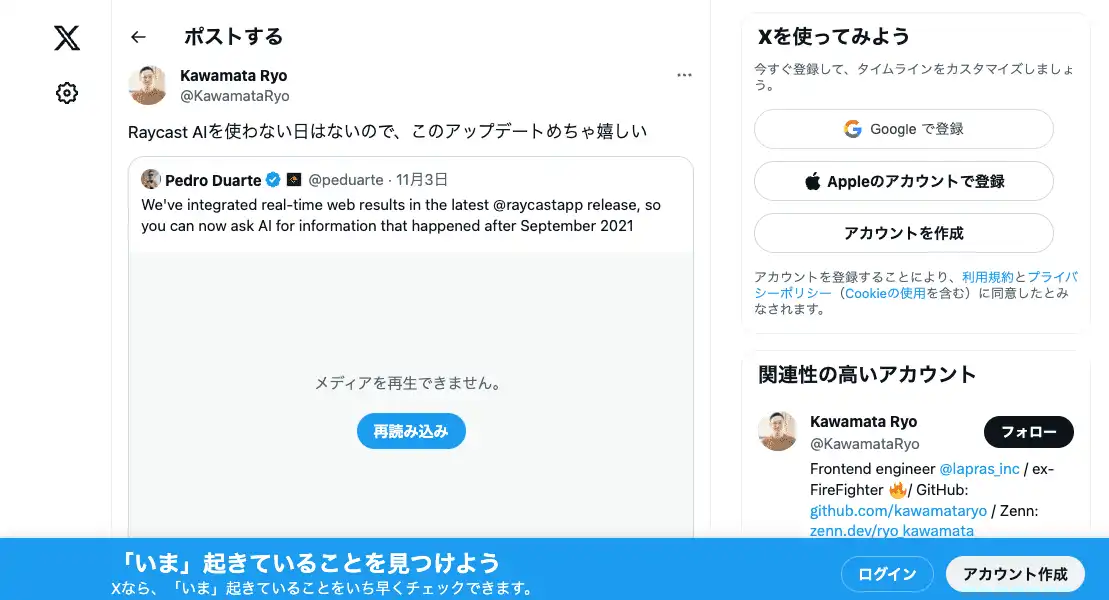 ポストする
Kawamata Ryo
@KawamataRyo
Raycast AIを使わない日はないので、このアップデートめちゃ嬉しい
Pedro Duarte @peduarte · 11月3日
We've integrated real-time web results in the latest @raycastapp release, so
you can now ask AI for information that happened after September 2021
メディアを再生できません。
再読み込み
Xを使ってみよう
今すぐ登録して、タイムラインをカスタマイズしましょ
う。
Google で登録
Appleのアカウントで登録
アカウントを作成
アカウントを登録することにより、利用規約とプライバ
シーポリシー（Cookieの使用を含む）に同意したとみ
なされます。
関連性の高いアカウント
Kawamata Ryo
@KawamataRyo
フォロー
Frontend engineer @lapras_inc / ex-
FireFighter 🔥/ GitHub:
github.com/kawamataryo / Zenn:
zenn.dev/ryo_kawamata
「いま」起きていることを見つけよう
Xなら、「いま」起きていることをいち早くチェックできます。
ログイン
アカウント作成